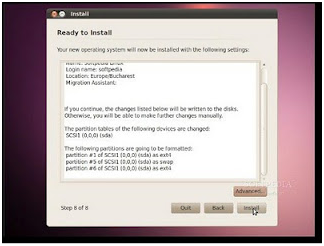 Install
Ready to install
Your new operating system will now be installed with the following settings:
Login name: softpedia
Location: Europe/Bucharest
Migration Assistant:
If you continue, the changes listed below will be written to the disks.
Otherwise, you will be able to make further changes manually.
The partition tables of the following devices are changed:
SCSI1 (0,0,0) (sda)
The following partitions are going to be formatted:
partition #1 of SCSI1 (0,0,0) (sda) as ext4
partition #5 of SCSI1 (0,0,0) (sda) as swap
partition #6 of SCSI1 (0,0,0) (sda) as ext4
Advanced...
Step 8 of 8
Quit
Back
Install